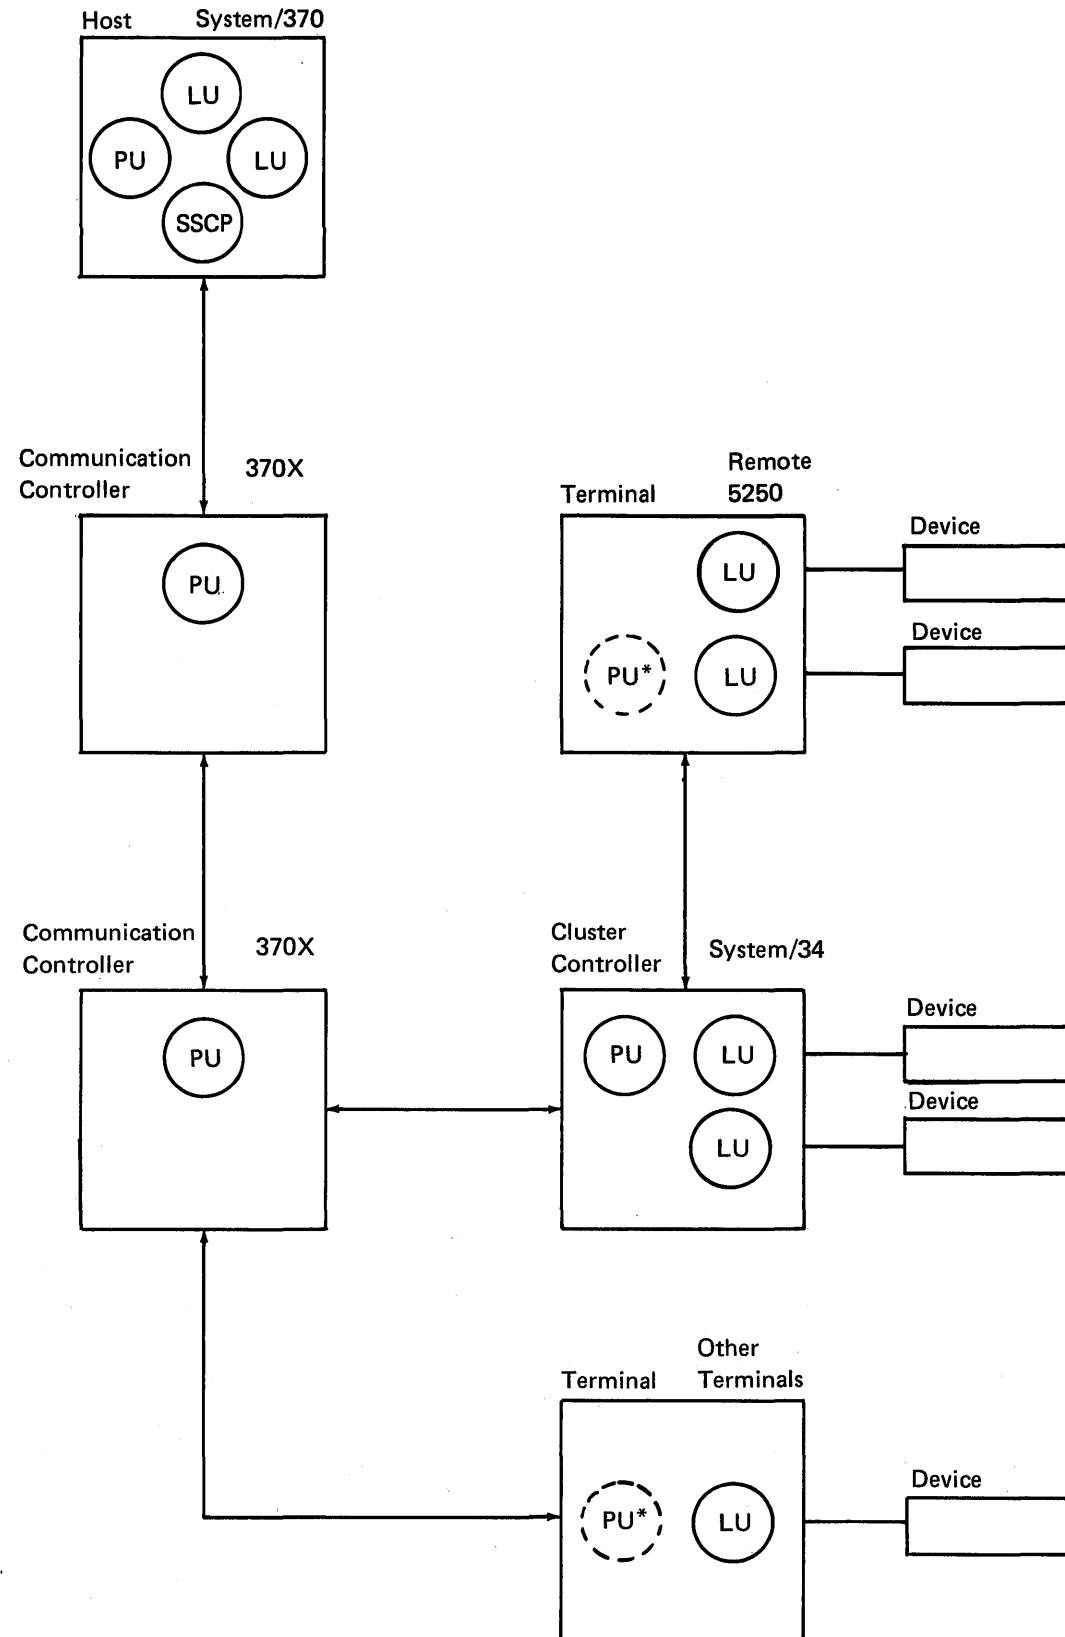 Host System/370
LU
PU LU
SSCP
Communication
Controller 370X
PU
Remote
Terminal 5250
LU
Device
PU* LU
Device
Communication
Controller 370X
PU
Cluster
Controller System/34
PU LU
Device
LU
Device
Other
Terminal Terminals
PU* LU
Device